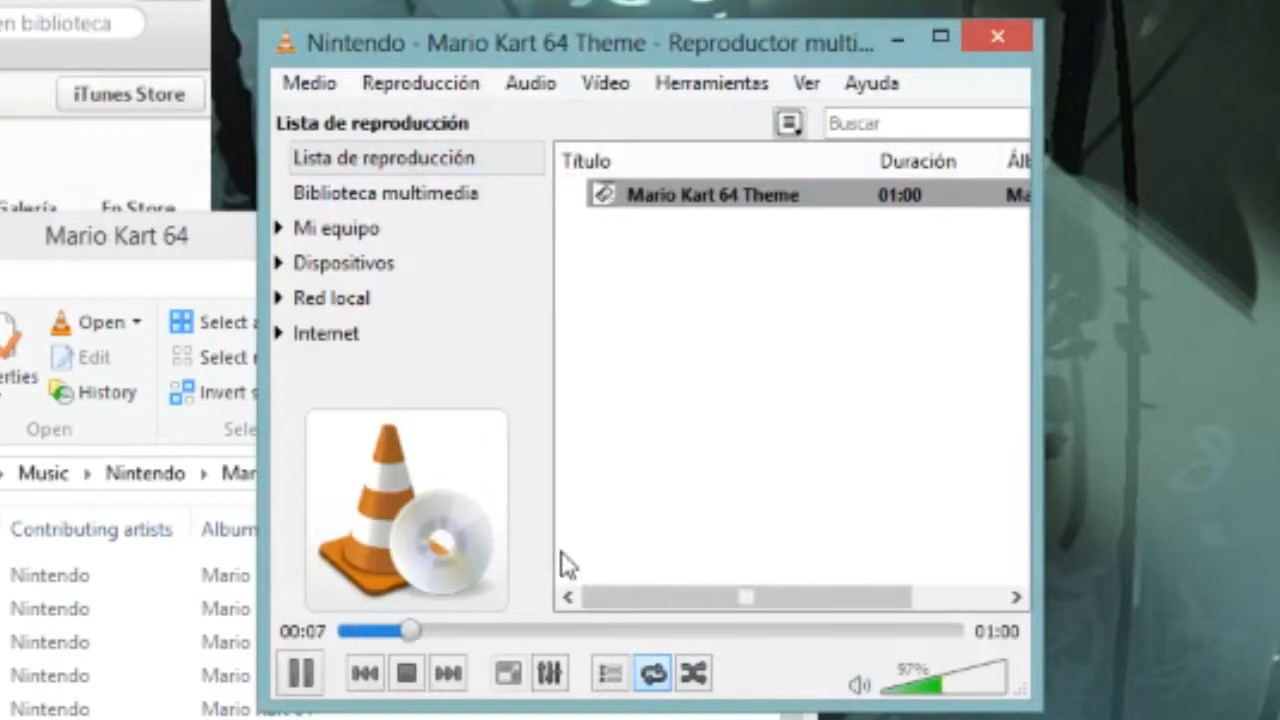 en biblioteca
iTunes Store
Galería
En Store
Mario Kart 64
Open
Select
Edit
Select
History
Invert
Open
Music
Nintendo
Contributing artists
Album
Nintendo
Mario
Nintendo
Mario
Nintendo
Mario
Nintendo
Mario
Nintendo
Mario Kart 64
Nintendo - Mario Kart 64 Theme - Reproductor multi...
Medio Reproducción Audio Vídeo Herramientas Ver Ayuda
Lista de reproducción
Buscar
Lista de reproducción
Biblioteca multimedia
Mi equipo
Dispositivos
Red local
Internet
Título Duración
Mario Kart 64 Theme 01:00
00:07
01:00
97%